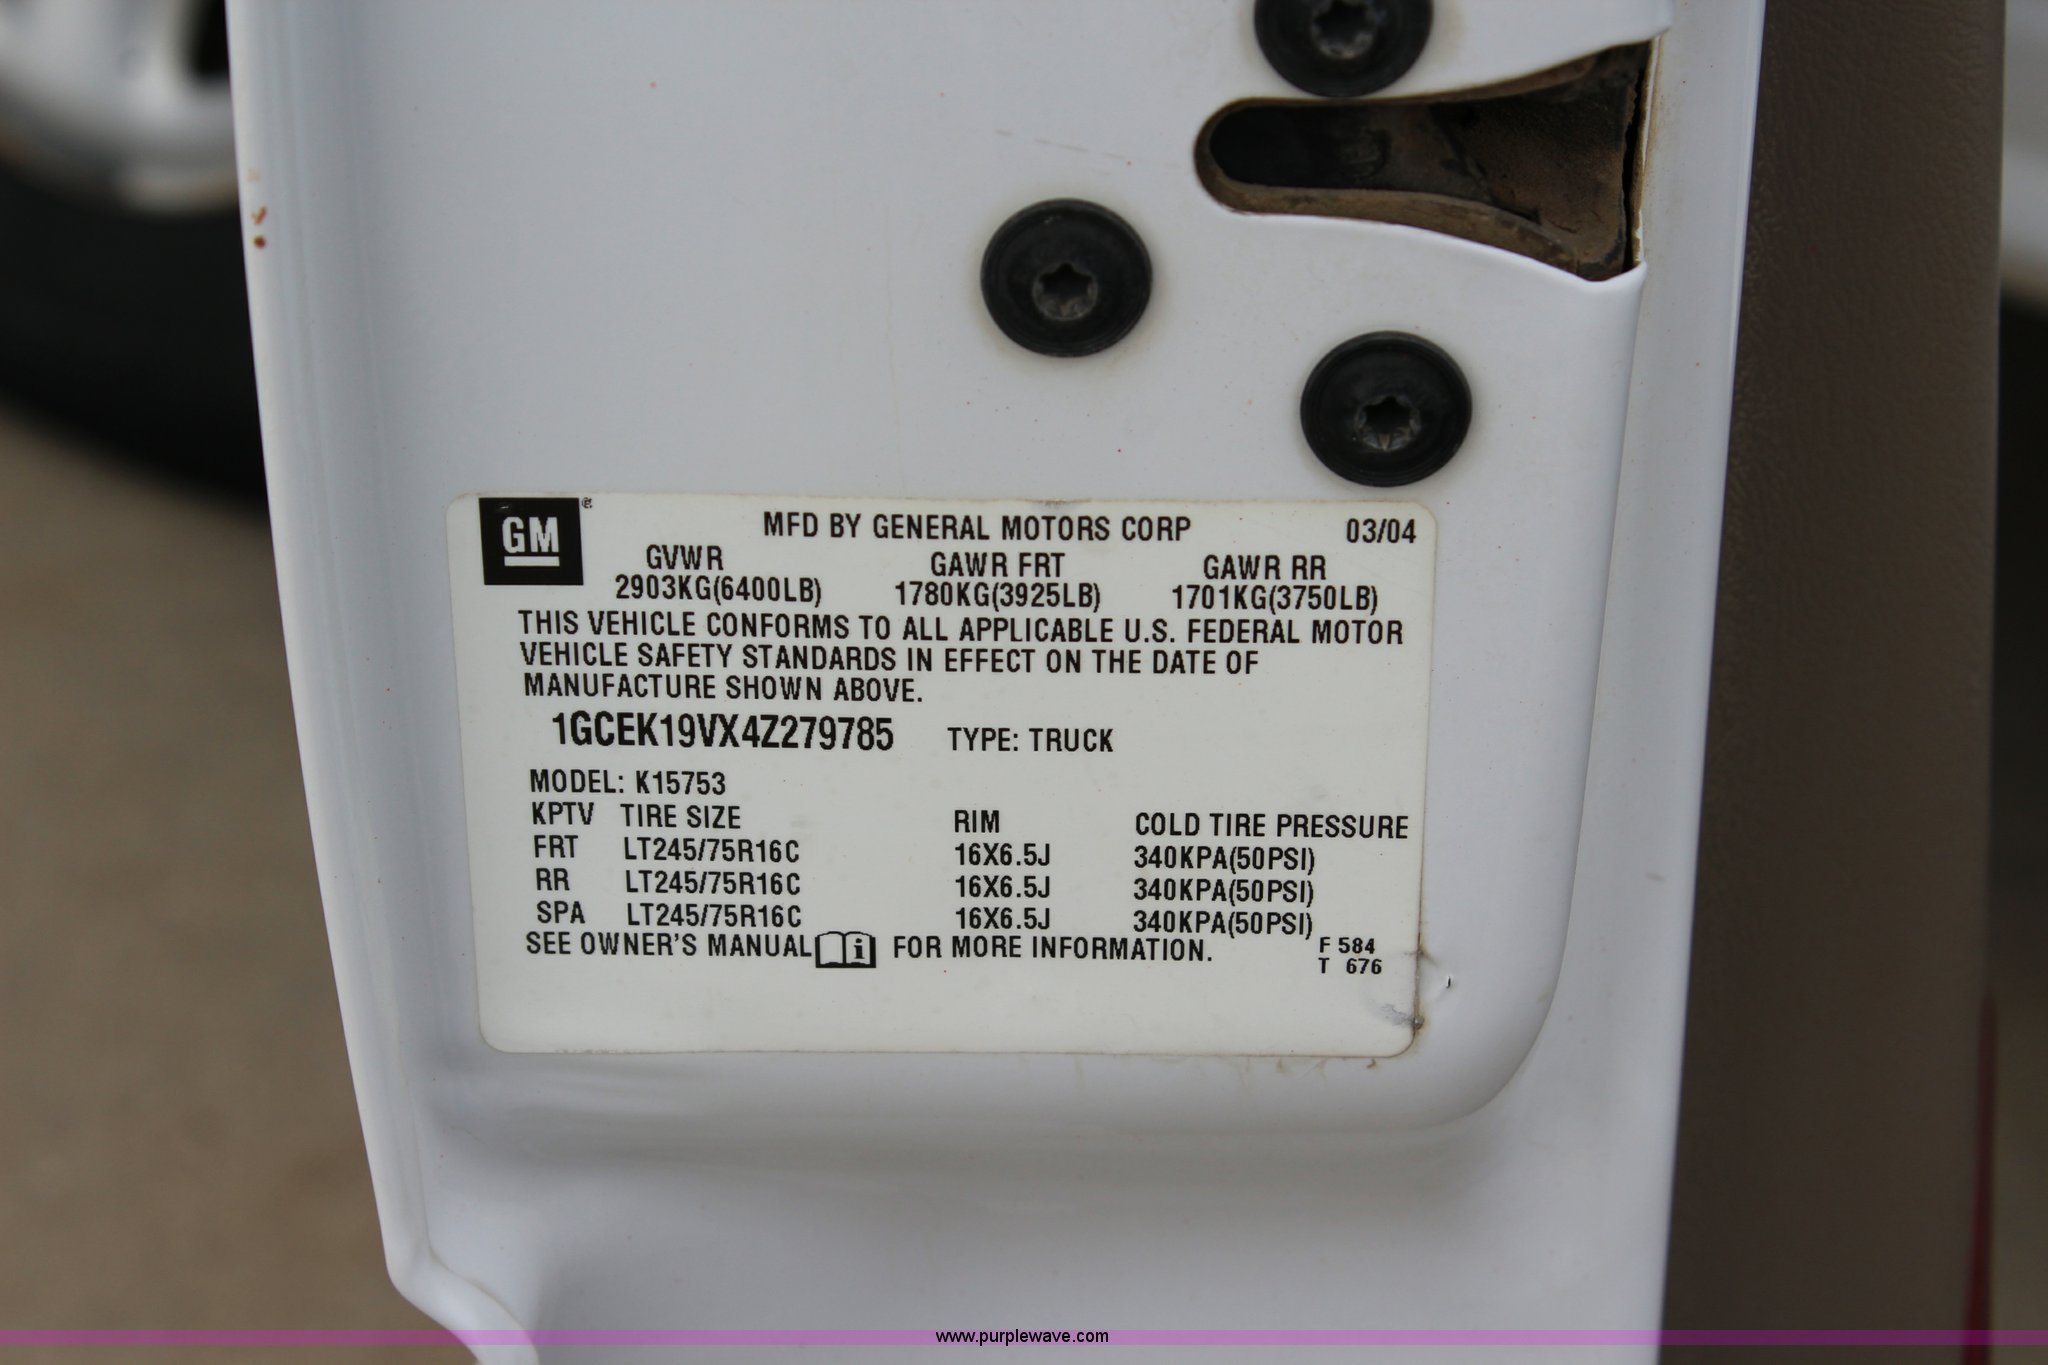 GM®
MFD BY GENERAL MOTORS CORP 03/04
GVWR GAWR FRT GAWR RR
2903KG(6400LB) 1780KG(3925LB) 1701KG(3750LB)
THIS VEHICLE CONFORMS TO ALL APPLICABLE U.S. FEDERAL MOTOR
VEHICLE SAFETY STANDARDS IN EFFECT ON THE DATE OF
MANUFACTURE SHOWN ABOVE.
1GCEK19VX4Z279785 TYPE: TRUCK
MODEL: K15753
KPTV TIRE SIZE RIM COLD TIRE PRESSURE
FRT LT245/75R16C 16X6.5J 340KPA(50PSI)
RR LT245/75R16C 16X6.5J 340KPA(50PSI)
SPA LT245/75R16C 16X6.5J 340KPA(50PSI)
SEE OWNER'S MANUAL i FOR MORE INFORMATION.
F 584
T 676
www.purplewave.com